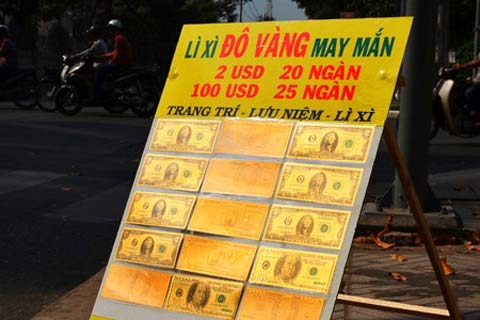 LÌ XÌ ĐÔ VÀNG MAY MẮN
2 USD 20 NGÀN
100 USD 25 NGÀN
TRANG TRÍ - LƯU NIỆM - LÌ XÌ